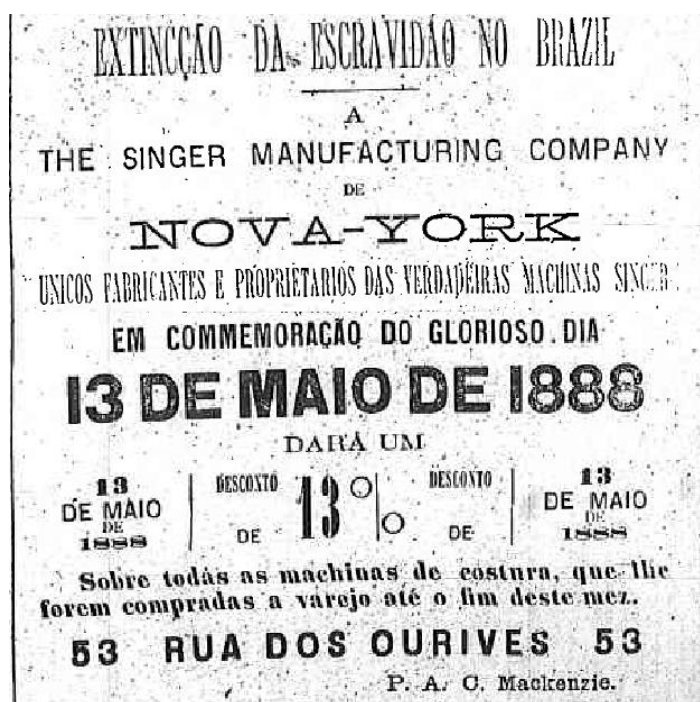 EXTINCÇÃO DA ESCRAVIDÃO NO BRAZIL
A
THE SINGER MANUFACTURING COMPANY
DE
NOVA-YORK
UNICOS FABRICANTES E PROPRIETARIOS DAS VERDADEIRAS MACHINAS SINGER
EM COMMEMORAÇÃO DO GLORIOSO DIA
13 DE MAIO DE 1888
DARÁ UM
13 DE MAIO DE 1888 DESCONTO DE 13% DESCONTO DE 13 DE MAIO DE 1888
Sobre todas as machinas de costura, que lhe
forem compradas a varejo até o fim deste mez.
53 RUA DOS OURIVES 53
P. A. C. Mackenzie.